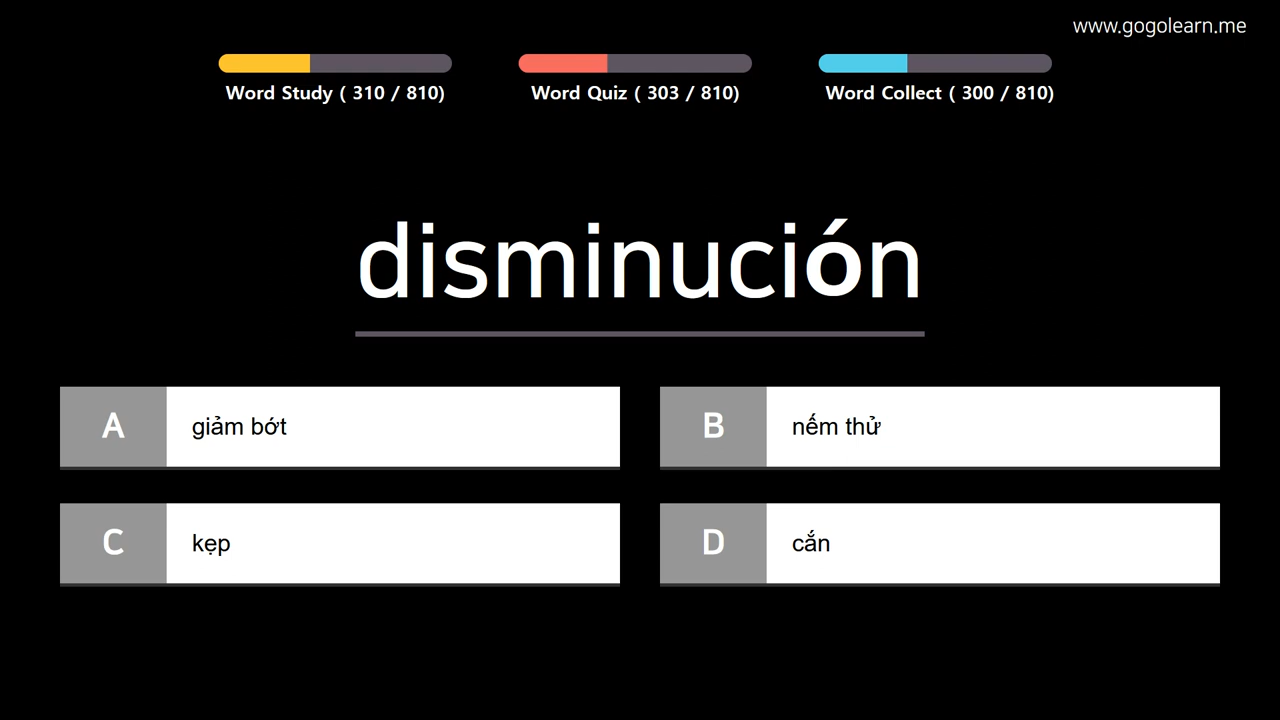 www.gogolearn.me
Word Study ( 310 / 810)
Word Quiz ( 303 / 810)
Word Collect ( 300 / 810)
disminución
A giảm bớt
B nếm thử
C kẹp
D cắn